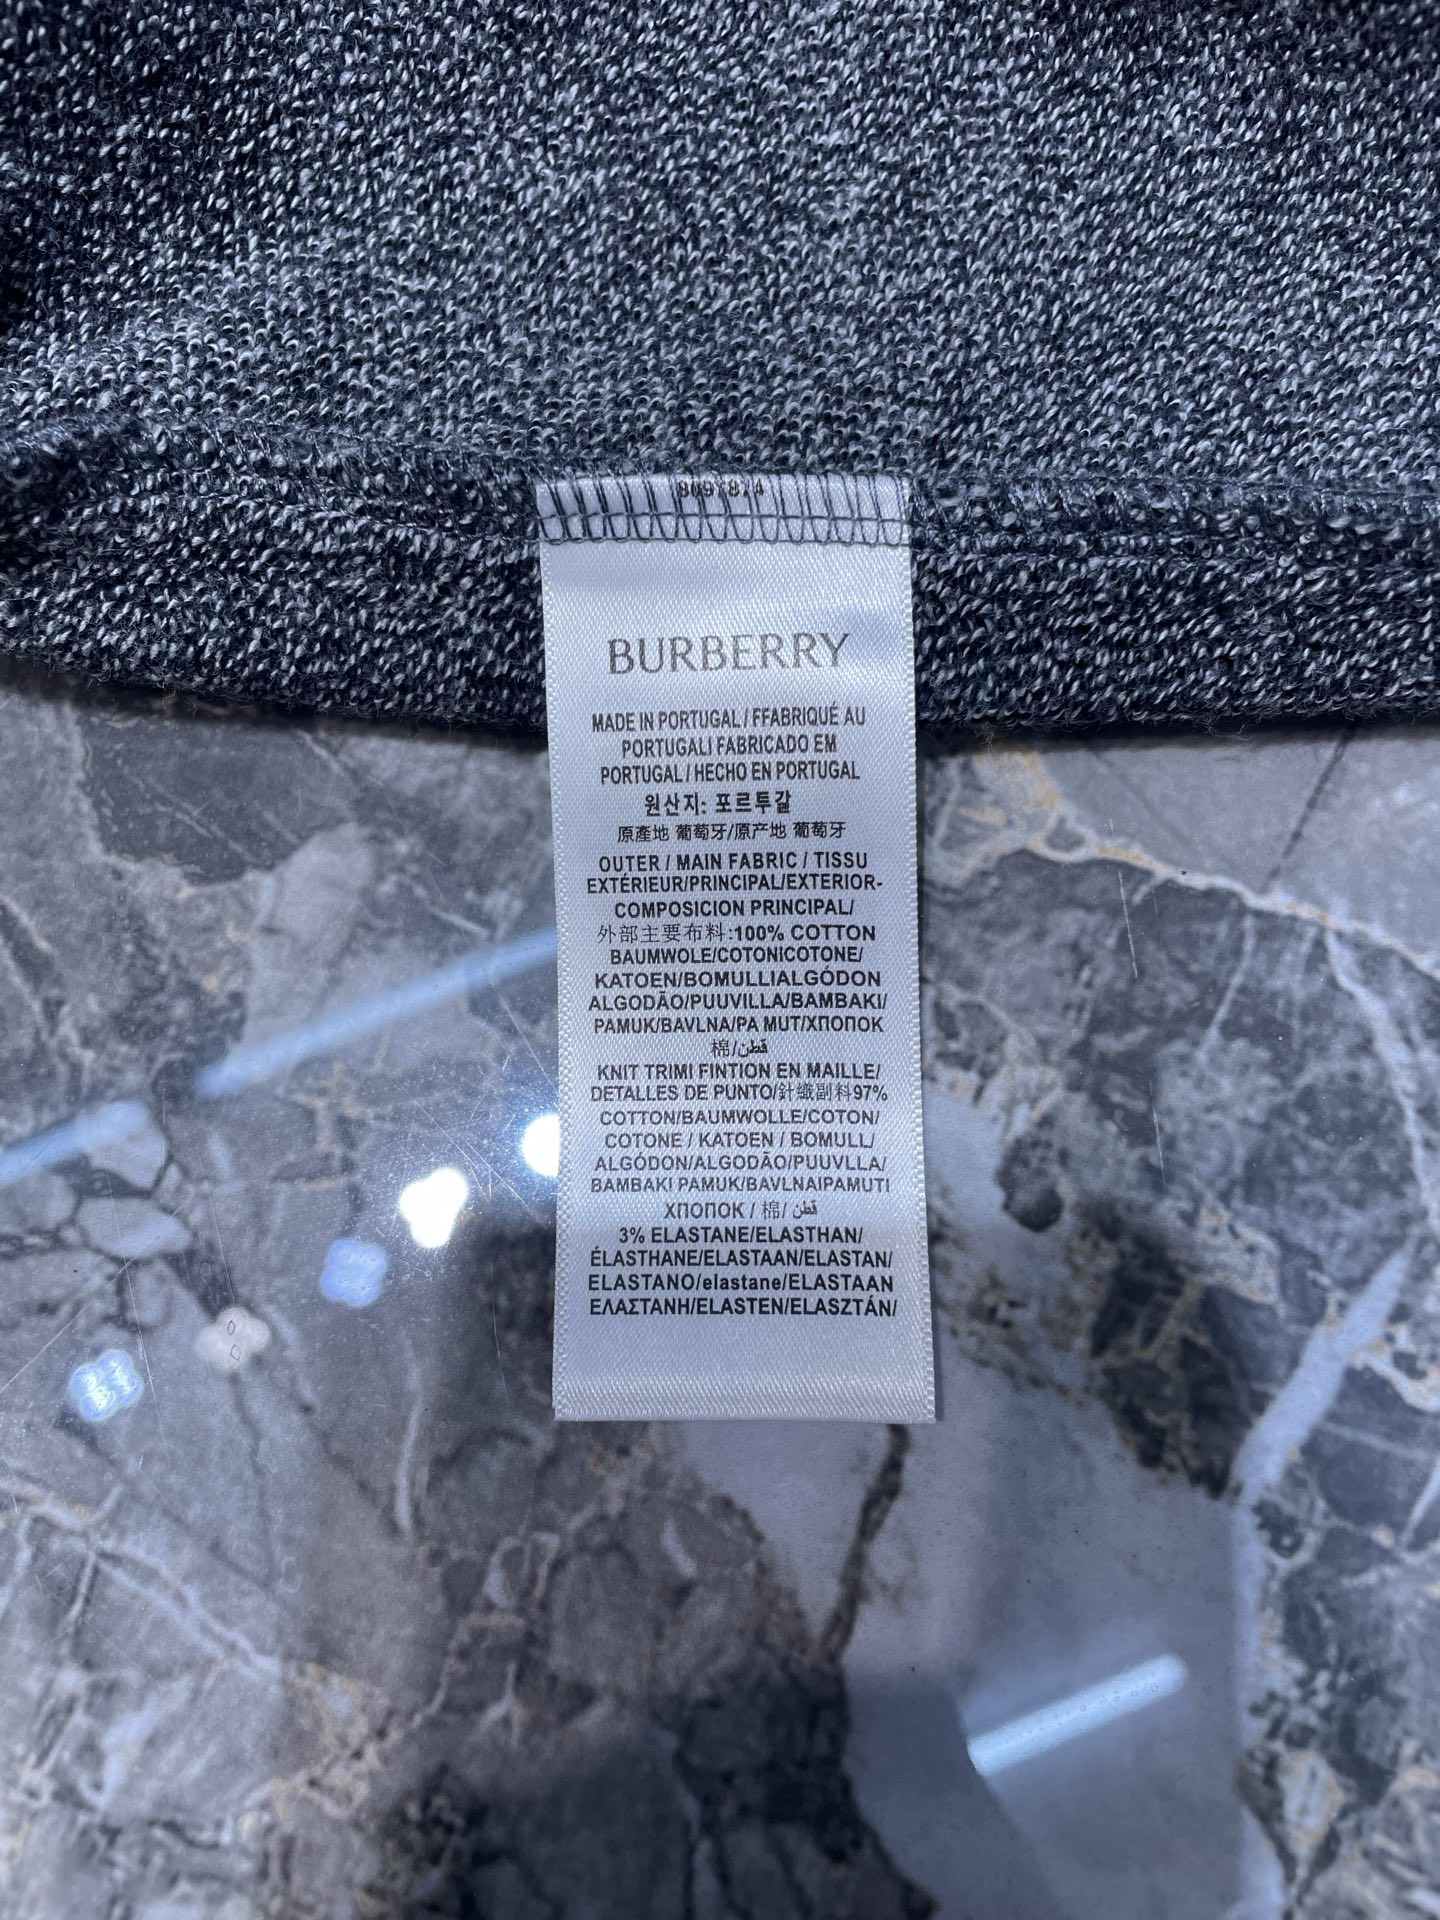 8097874
BURBERRY
MADE IN PORTUGAL / FFABRIQUÉ AU
PORTUGALI FABRICADO EM
PORTUGAL / HECHO EN PORTUGAL
원산지: 포르투갈
原產地 葡萄牙/原产地 葡萄牙
OUTER / MAIN FABRIC / TISSU
EXTÉRIEUR/PRINCIPAL/EXTERIOR-
COMPOSICION PRINCIPAL/
外部主要布料:100% COTTON
BAUMWOLE/COTONICOTONE/
KATOEN/BOMULLIALGÓDON
ALGODÃO/PUUVILLA/BAMBAKI/
PAMUK/BAVLNA/PA MUT/ХПОПОК
棉/قطن
KNIT TRIMI FINTION EN MAILLE/
DETALLES DE PUNTO/針織副料97%
COTTON/BAUMWOLLE/COTON/
COTONE / KATOEN / BOMULL/
ALGÓDON/ALGODÃO/PUUVLLA/
BAMBAKI PAMUK/BAVLNAIPAMUTI
ХПОПОК / 棉/ قطن
3% ELASTANE/ELASTHAN/
ÉLASTHANE/ELASTAAN/ELASTAN/
ELASTANO/elastane/ELASTAAN
ΕΛΑΣΤΑΝΗ/ELASTEN/ELASZTÁN/